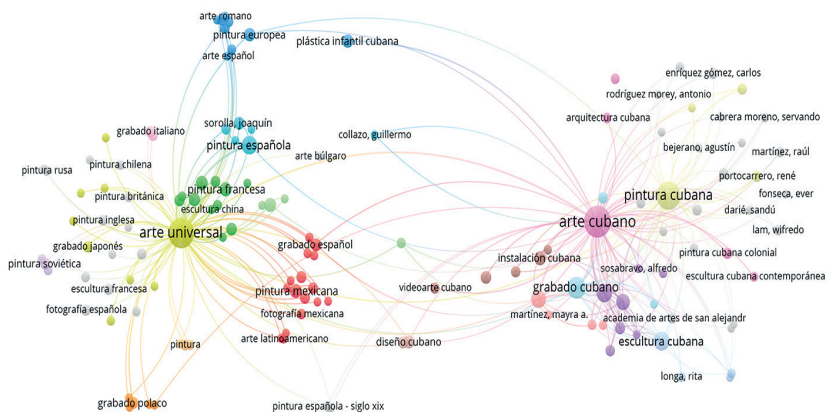 arte romano
pintura europea
arte español
plástica infantil cubana
enríquez gómez, carlos
rodríguez morey, antonio
arquitectura cubana
cabrera moreno, servando
grabado italiano
sorolla, joaquín
pintura española
collazo, guillermo
bejerano, agustín
martínez, raúl
pintura rusa
pintura chilena
arte búlgaro
portocarrero, rené
pintura británica
pintura francesa
pintura cubana
fonseca, ever
escultura china
darié, sandú
pintura inglesa
arte universal
arte cubano
lam, wifredo
grabado japonés
grabado español
pintura cubana colonial
pintura soviética
instalación cubana
sosabravo, alfredo
escultura cubana contemporánea
escultura francesa
pintura mexicana
videoarte cubano
grabado cubano
fotografía española
fotografía mexicana
martínez, mayra a.
academia de artes de san alejandr
pintura
arte latinoamericano
diseño cubano
escultura cubana
longa, rita
grabado polaco
pintura española - siglo xix